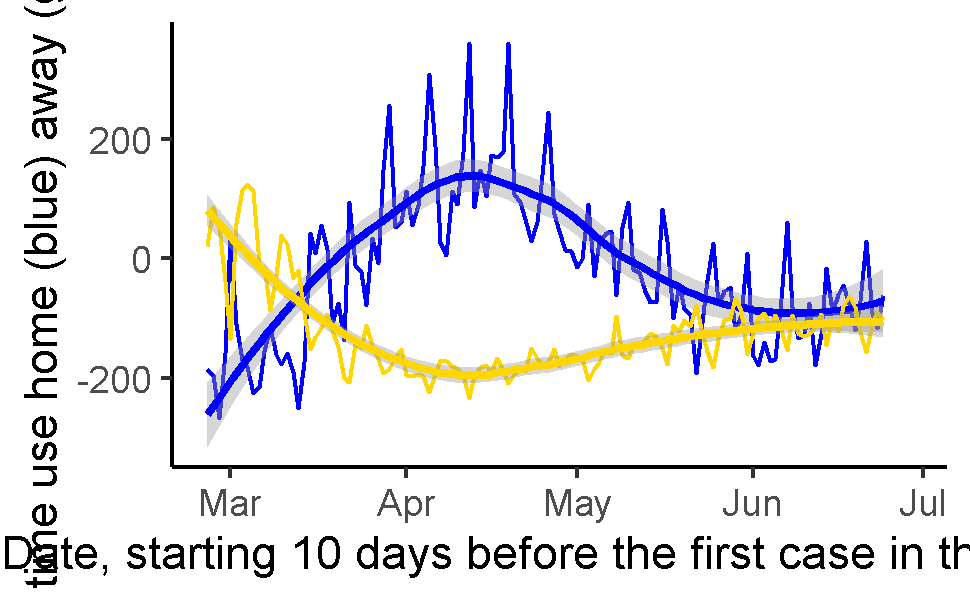 time use home (blue) away (
200
0
-200
Mar Apr May Jun Jul
Date, starting 10 days before the first case in th